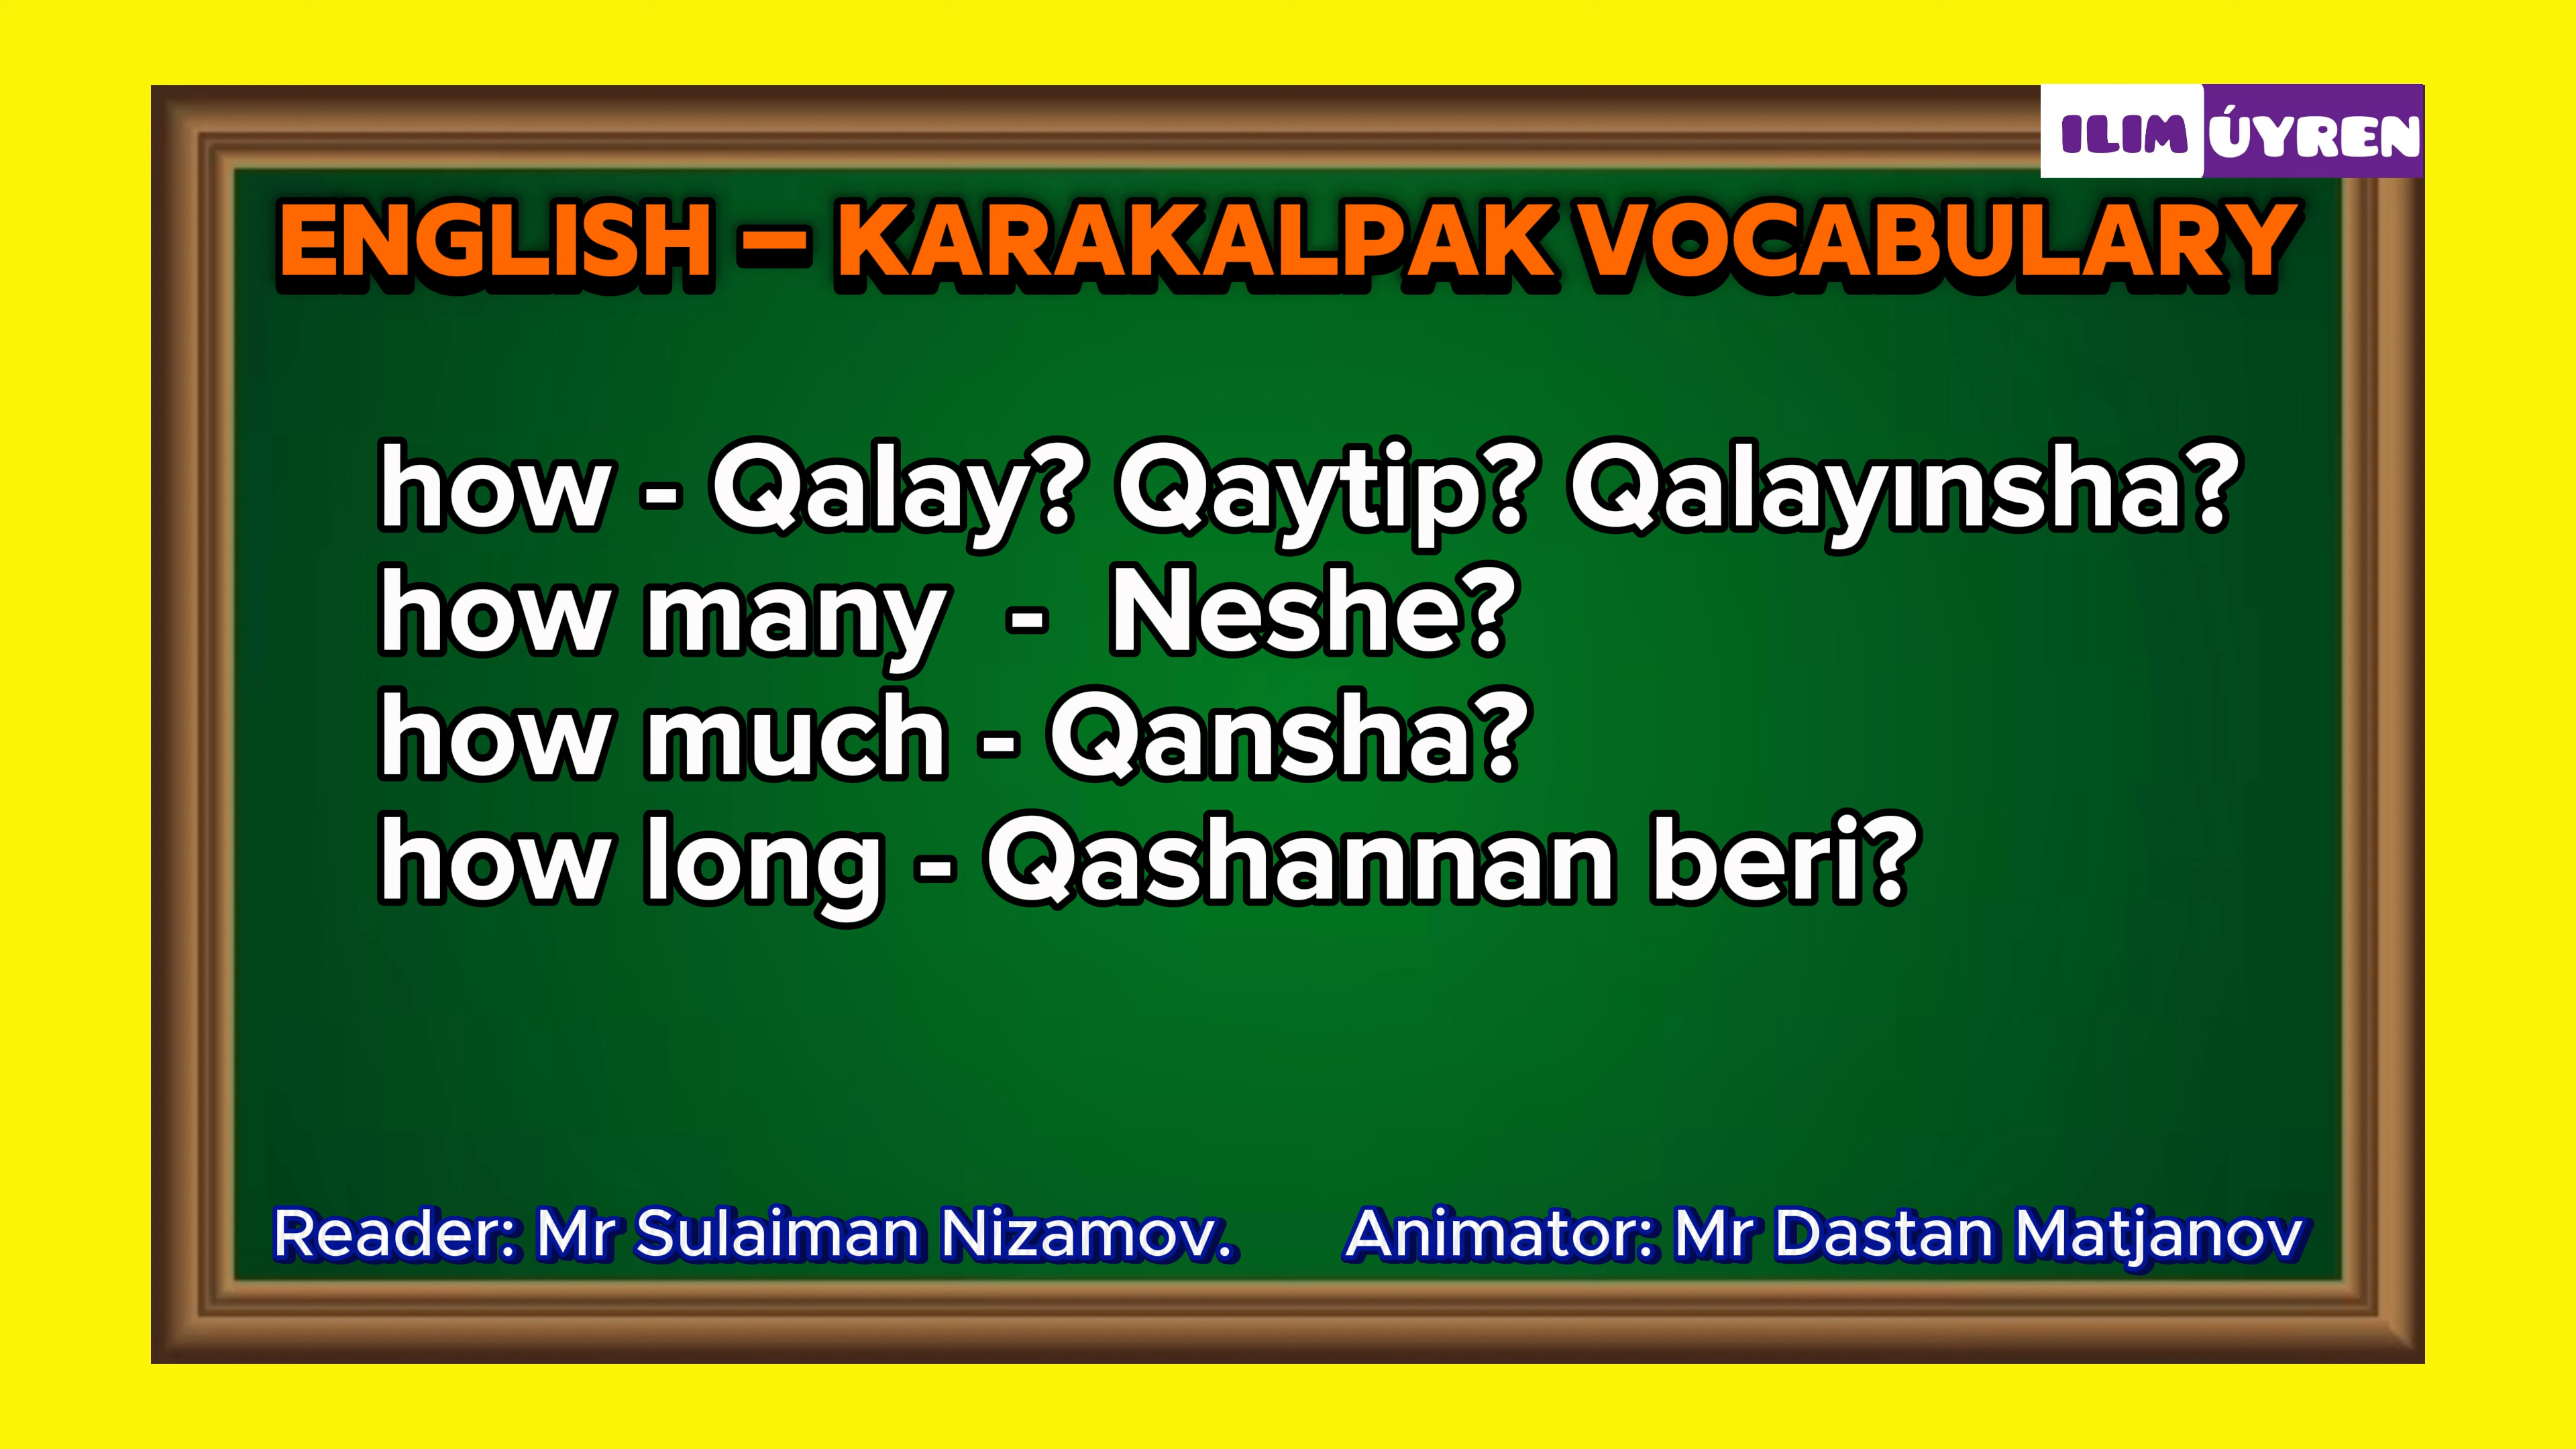 ILIM ÚYREN
ENGLISH – KARAKALPAK VOCABULARY
how - Qalay? Qaytip? Qalayınsha?
how many - Neshe?
how much - Qansha?
how long - Qashannan beri?
Reader: Mr Sulaiman Nizamov. Animator: Mr Dastan Matjanov